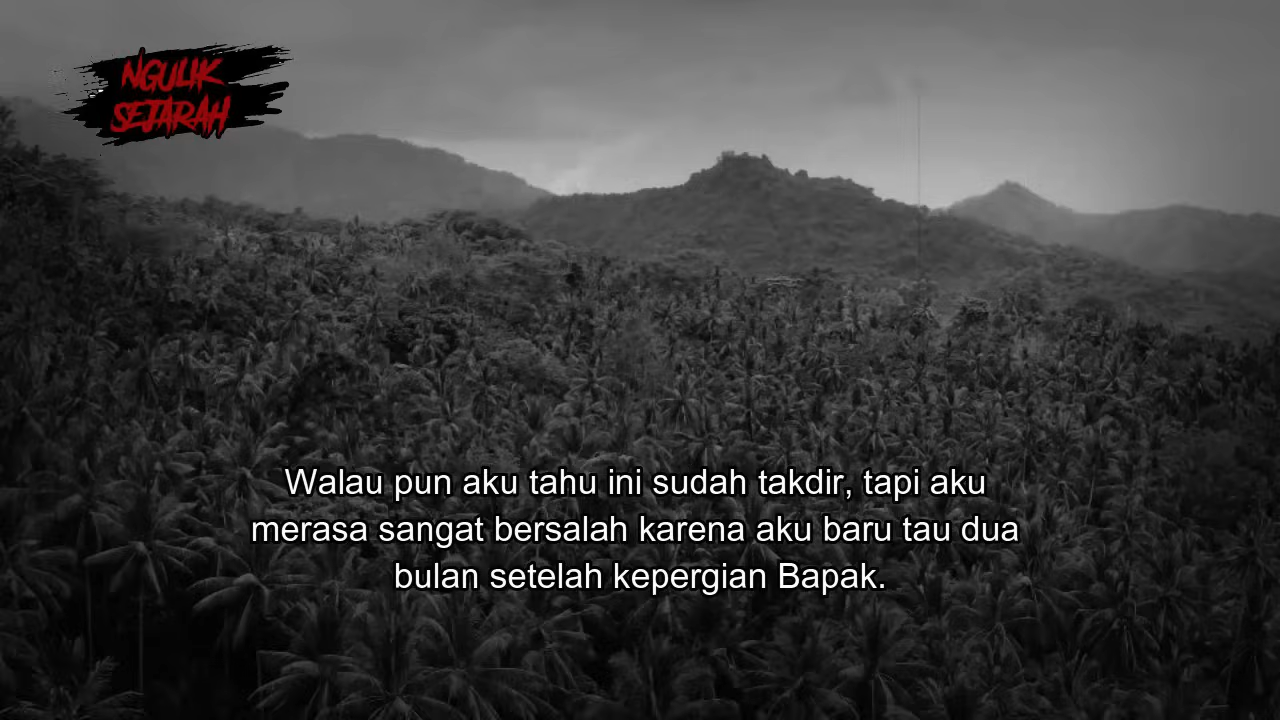 NGULIK
SEJARAH
Walau pun aku tahu ini sudah takdir, tapi aku
merasa sangat bersalah karena aku baru tau dua
bulan setelah kepergian Bapak.